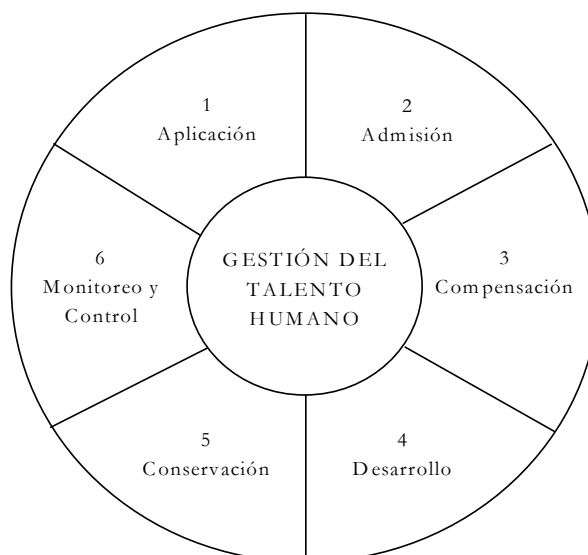 1
Aplicación
2
Admisión
3
Compensación
4
Desarrollo
5
Conservación
6
Monitoreo y
Control
GESTIÓN DEL
TALENTO
HUMANO